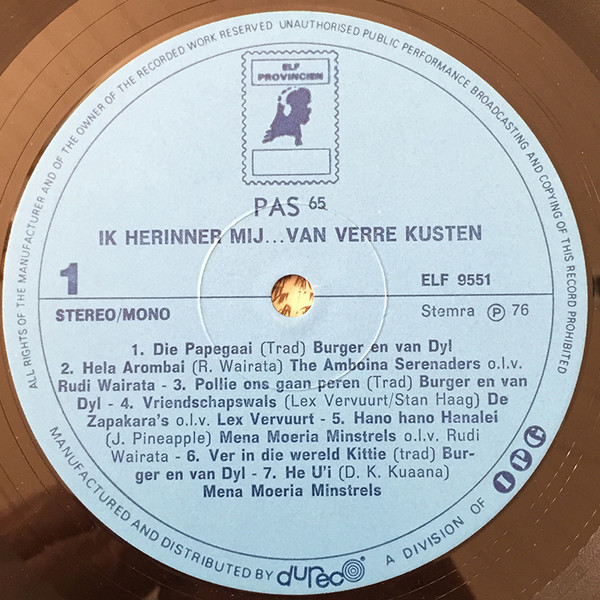 ALL RIGHTS OF THE MANUFACTURER AND OF THE OWNER OF THE RECORDED WORK RESERVED UNAUTHORISED PUBLIC PERFORMANCE BROADCASTING AND COPYING OF THIS RECORD PROHIBITED
ELF
PROVINCIEN
PAS 65
IK HERINNER MIJ...VAN VERRE KUSTEN
1
ELF 9551
STEREO/MONO
Stemra Ⓟ 76
1. Die Papegaai (Trad) Burger en van Dyl
2. Hela Arombai (R. Wairata) The Amboina Serenaders o.l.v.
Rudi Wairata - 3. Pollie ons gaan peren (Trad) Burger en van
Dyl - 4. Vriendschapswals (Lex Vervuurt/Stan Haag) De
Zapakara's o.l.v. Lex Vervuurt - 5. Hano hano Hanalei
(J. Pineapple) Mena Moeria Minstrels o.l.v. Rudi
Wairata - 6. Ver in die wereld Kittie (trad) Bur-
ger en van Dyl - 7. He U'i (D. K. Kuaana)
Mena Moeria Minstrels
MANUFACTURED AND DISTRIBUTED BY dureco A DIVISION OF